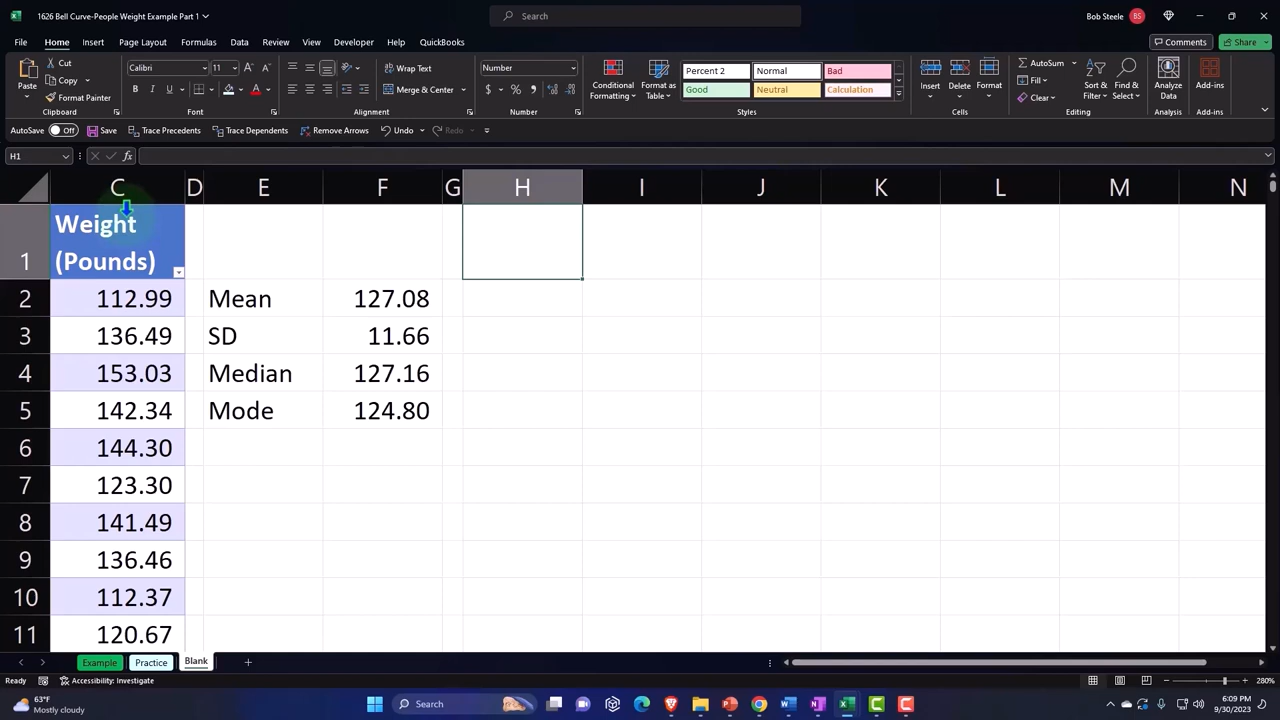 1626 Bell Curve-People Weight Example Part 1
Search
Bob Steele
BS
File Home Insert Page Layout Formulas Data Review View Developer Help QuickBooks
Comments
Share
Paste
Cut
Copy
Format Painter
Clipboard
Calibri
11
B I U
Font
Wrap Text
Merge & Center
Alignment
Number
$ % ,
Number
Conditional Formatting
Format as Table
Percent 2 Normal Bad
Good Neutral Calculation
Styles
Insert Delete Format
Cells
AutoSum
Fill
Clear
Sort & Filter
Find & Select
Editing
Analyze Data
Analysis
Add-ins
Add-ins
AutoSave Off Save Trace Precedents Trace Dependents Remove Arrows Undo Redo
H1
fx
C D E F G H I J K L M N
1 Weight (Pounds)
2 112.99 Mean 127.08
3 136.49 SD 11.66
4 153.03 Median 127.16
5 142.34 Mode 124.80
6 144.30
7 123.30
8 141.49
9 136.46
10 112.37
11 120.67
Example Practice Blank
Ready Accessibility: Investigate
280%
63°F
Mostly cloudy
Search
6:09 PM
9/30/2023